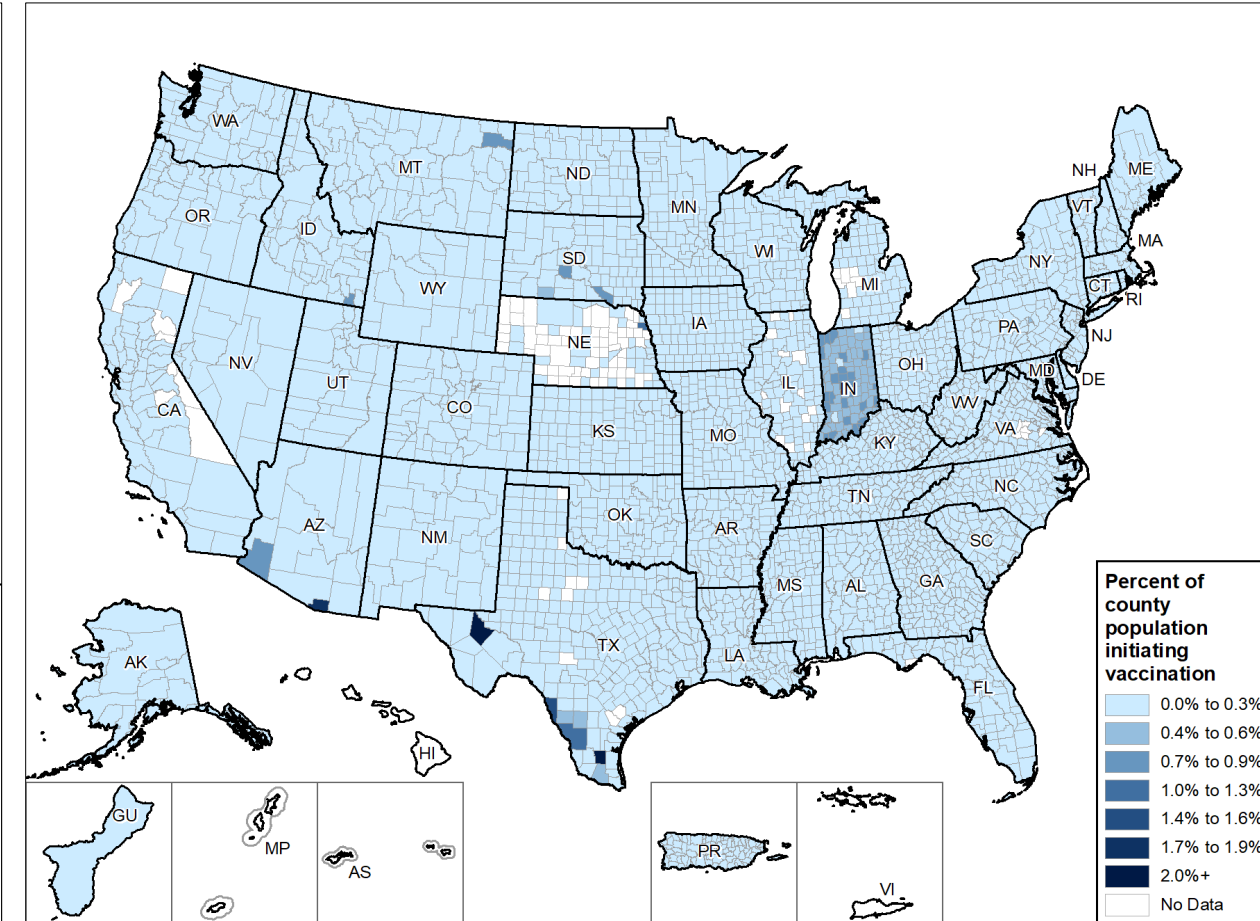 WA
MT
ND
MN
NH
ME
VT
OR
ID
SD
WI
MA
NY
WY
MI
CT
RI
IA
PA
NJ
NE
NV
UT
IL
IN
OH
MD
DE
CO
CA
WV
KS
MO
VA
KY
NC
TN
OK
AZ
NM
AR
SC
MS
AL
GA
TX
LA
AK
FL
HI
Percent of
county
population
initiating
vaccination
0.0% to 0.3%
0.4% to 0.6%
0.7% to 0.9%
1.0% to 1.3%
1.4% to 1.6%
1.7% to 1.9%
2.0%+
No Data
GU
MP
AS
PR
VI